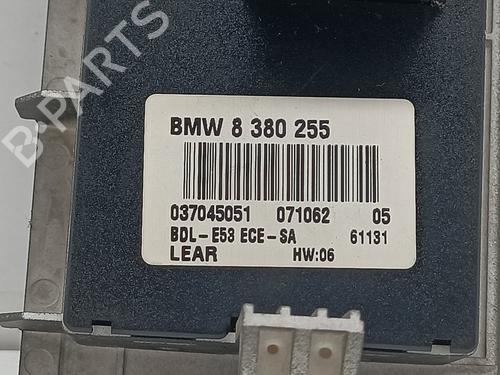 BMW 8 380 255
037045051 071062 05
BDL-E53 ECE-SA 61131
LEAR HW:06
B-PARTS